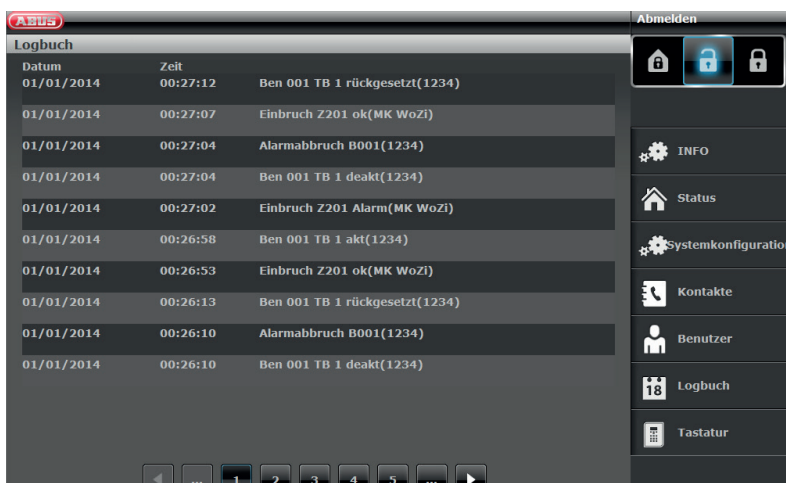 ABUS
Abmelden
Logbuch
Datum Zeit
01/01/2014 00:27:12 Ben 001 TB 1 rückgesetzt(1234)
01/01/2014 00:27:07 Einbruch Z201 ok(MK WoZi)
01/01/2014 00:27:04 Alarmabbruch B001(1234)
01/01/2014 00:27:04 Ben 001 TB 1 deakt(1234)
01/01/2014 00:27:02 Einbruch Z201 Alarm(MK WoZi)
01/01/2014 00:26:58 Ben 001 TB 1 akt(1234)
01/01/2014 00:26:53 Einbruch Z201 ok(MK WoZi)
01/01/2014 00:26:13 Ben 001 TB 1 rückgesetzt(1234)
01/01/2014 00:26:10 Alarmabbruch B001(1234)
01/01/2014 00:26:10 Ben 001 TB 1 deakt(1234)
... 1 2 3 4 5 ...
INFO
Status
Systemkonfiguratio
Kontakte
Benutzer
18 Logbuch
Tastatur